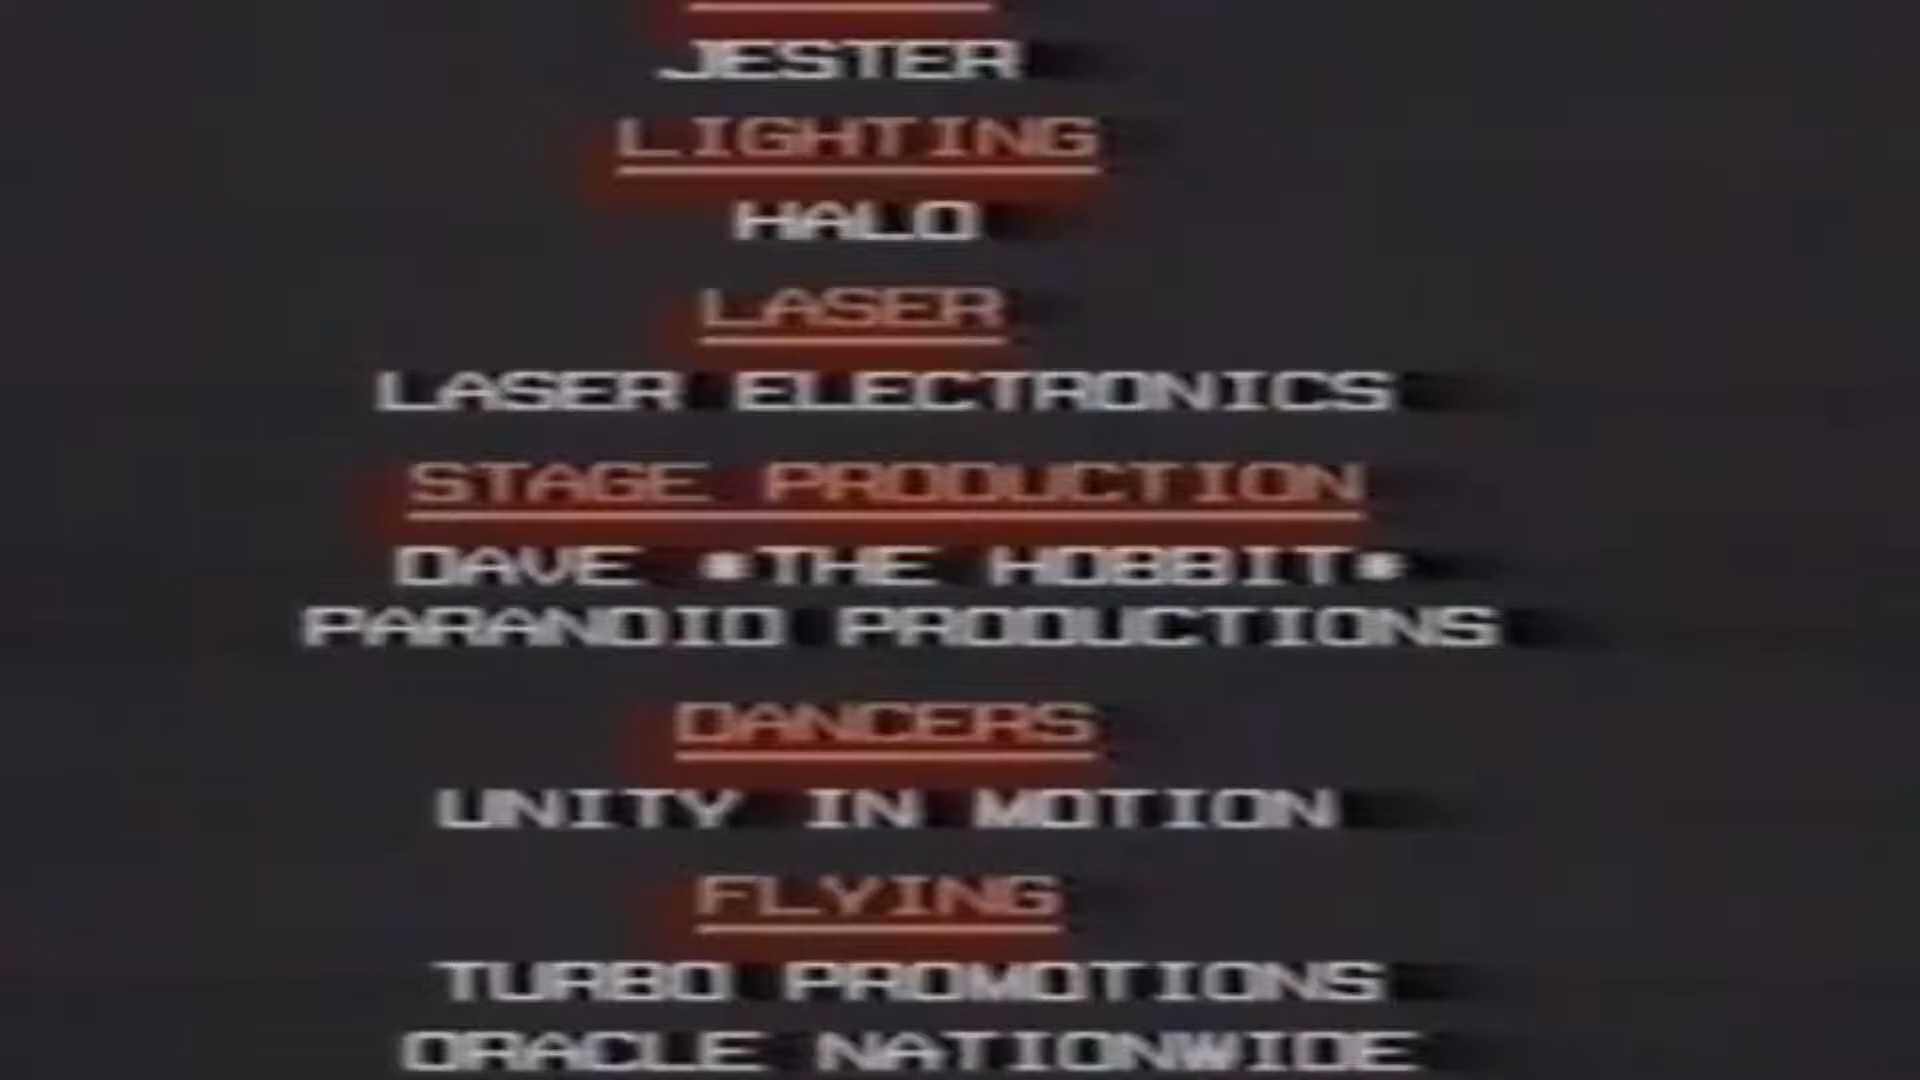 JESTER
LIGHTING
HALO
LASER
LASER ELECTRONICS
STAGE PRODUCTION
DAVE •THE HOBBIT•
PARANOID PRODUCTIONS
DANCERS
UNITY IN MOTION
FLYING
TURBO PROMOTIONS
ORACLE NATIONWIDE